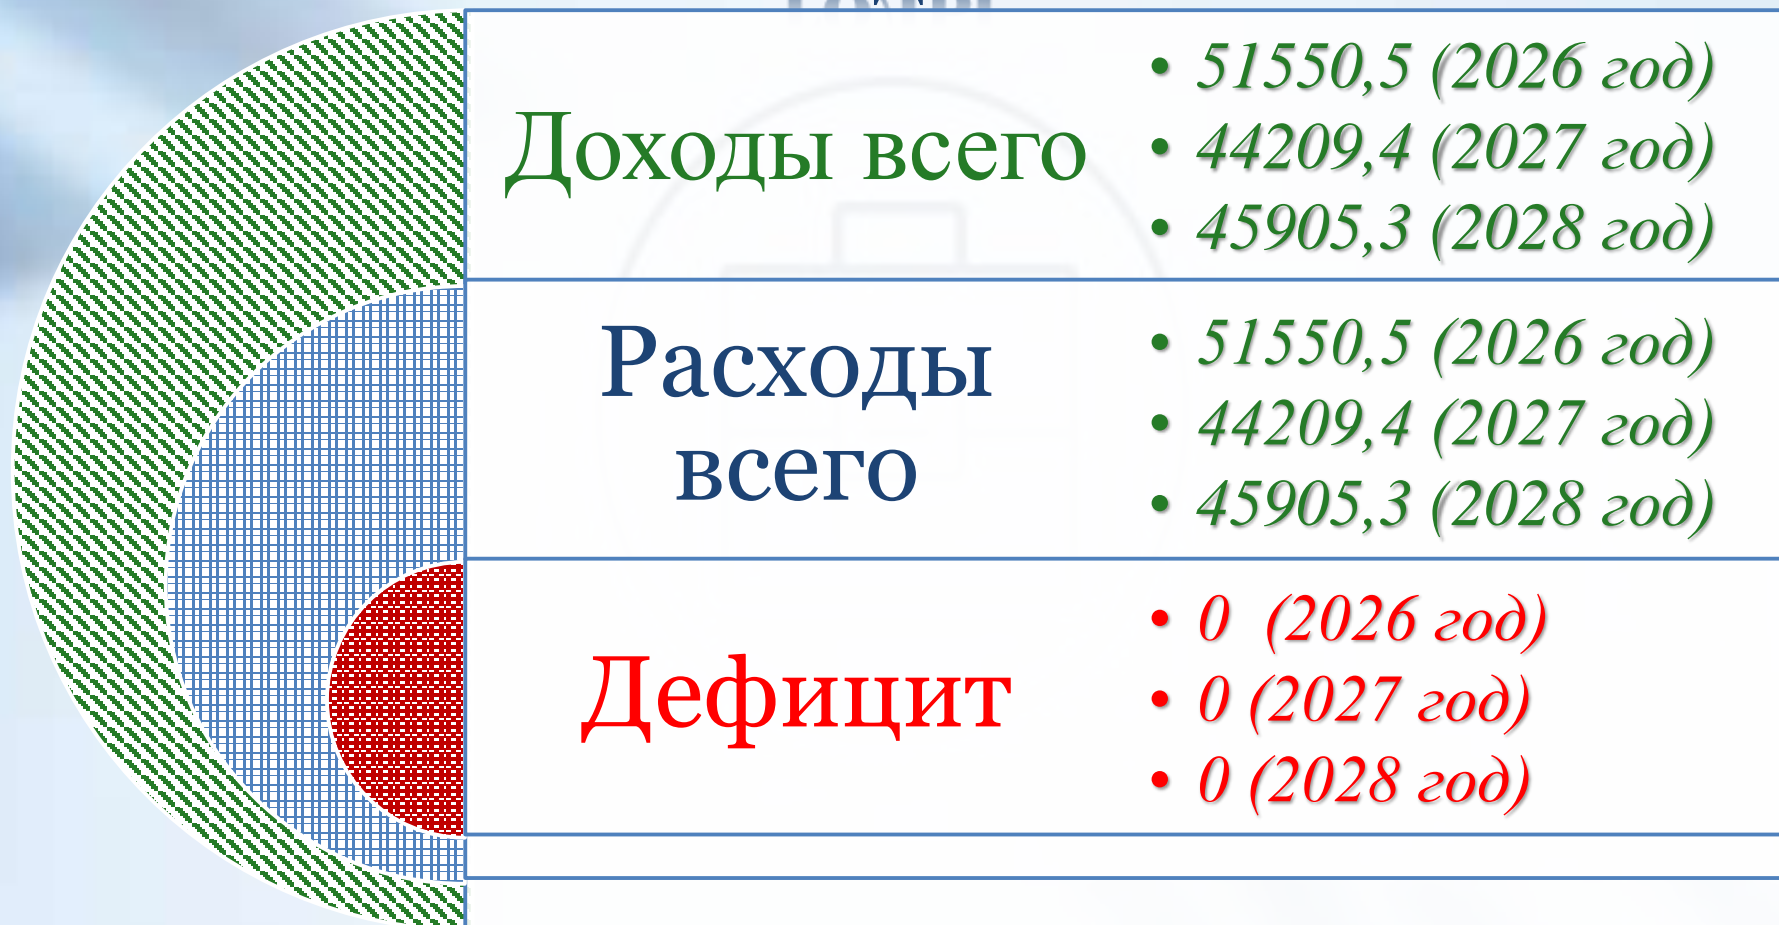 Доходы всего
• 51550,5 (2026 год)
• 44209,4 (2027 год)
• 45905,3 (2028 год)
Расходы
всего
• 51550,5 (2026 год)
• 44209,4 (2027 год)
• 45905,3 (2028 год)
Дефицит
• 0  (2026 год)
• 0 (2027 год)
• 0 (2028 год)